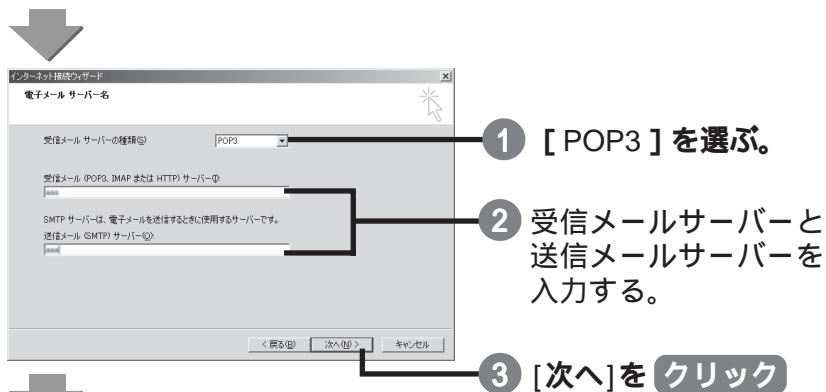 インターネット接続ウィザード
電子メール サーバー名
受信メール サーバーの種類(S)
POP3
受信メール (POP3、IMAP または HTTP) サーバー(I):
SMTP サーバーは、電子メールを送信するときに使用するサーバーです。
送信メール (SMTP) サーバー(O):
< 戻る(B)
次へ(N) >
キャンセル
1 [ POP3 ] を選ぶ。
2 受信メールサーバーと
送信メールサーバーを
入力する。
3 [次へ]を クリック